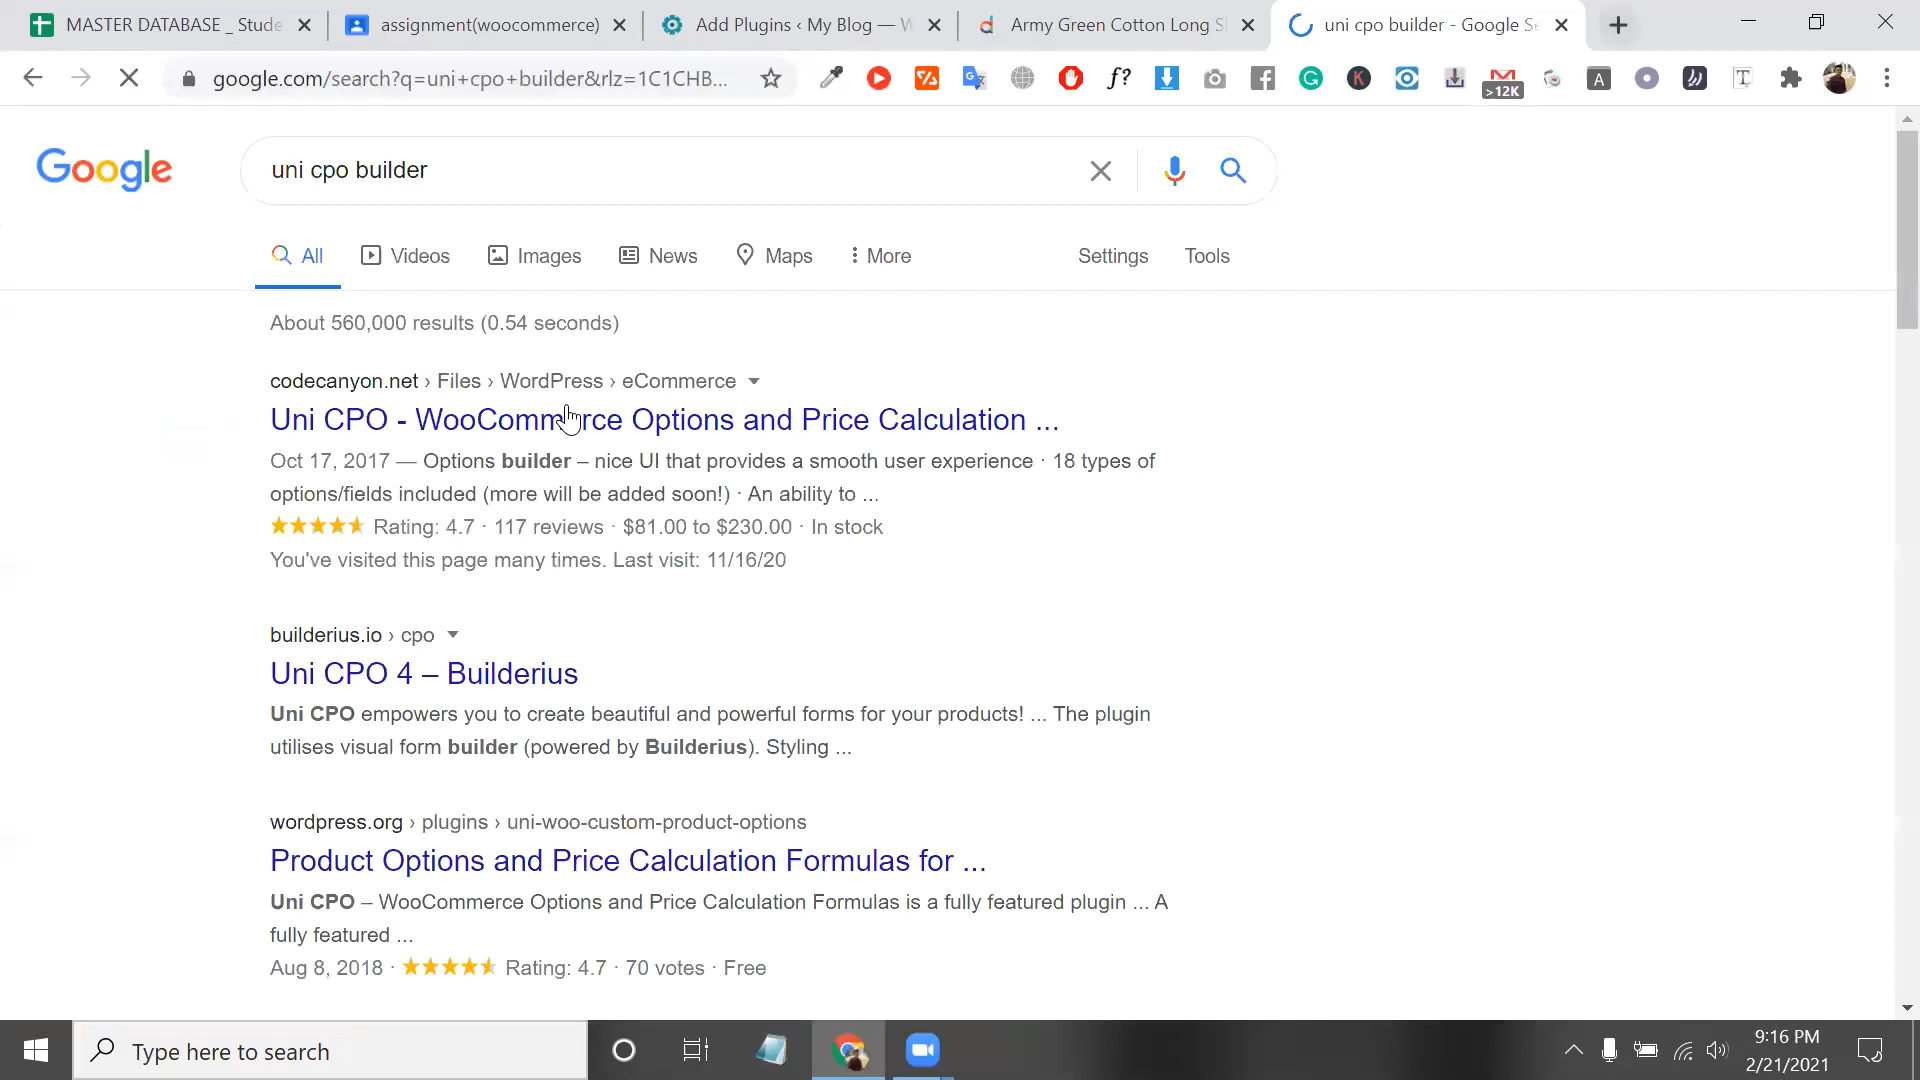 MASTER DATABASE _ Stude
assignment(woocommerce)
Add Plugins ‹ My Blog — W
Army Green Cotton Long S
uni cpo builder - Google Se
google.com/search?q=uni+cpo+builder&rlz=1C1CHB...
f?
K
>12K
A
T
Google
uni cpo builder
All
Videos
Images
News
Maps
More
Settings
Tools
About 560,000 results (0.54 seconds)
codecanyon.net › Files › WordPress › eCommerce
Uni CPO - WooCommerce Options and Price Calculation ...
Oct 17, 2017 — Options builder – nice UI that provides a smooth user experience · 18 types of
options/fields included (more will be added soon!) · An ability to ...
Rating: 4.7 · 117 reviews · $81.00 to $230.00 · In stock
You've visited this page many times. Last visit: 11/16/20
builderius.io › cpo
Uni CPO 4 – Builderius
Uni CPO empowers you to create beautiful and powerful forms for your products! ... The plugin
utilises visual form builder (powered by Builderius). Styling ...
wordpress.org › plugins › uni-woo-custom-product-options
Product Options and Price Calculation Formulas for ...
Uni CPO – WooCommerce Options and Price Calculation Formulas is a fully featured plugin ... A
fully featured ...
Aug 8, 2018 · Rating: 4.7 · 70 votes · Free
Type here to search
9:16 PM
2/21/2021